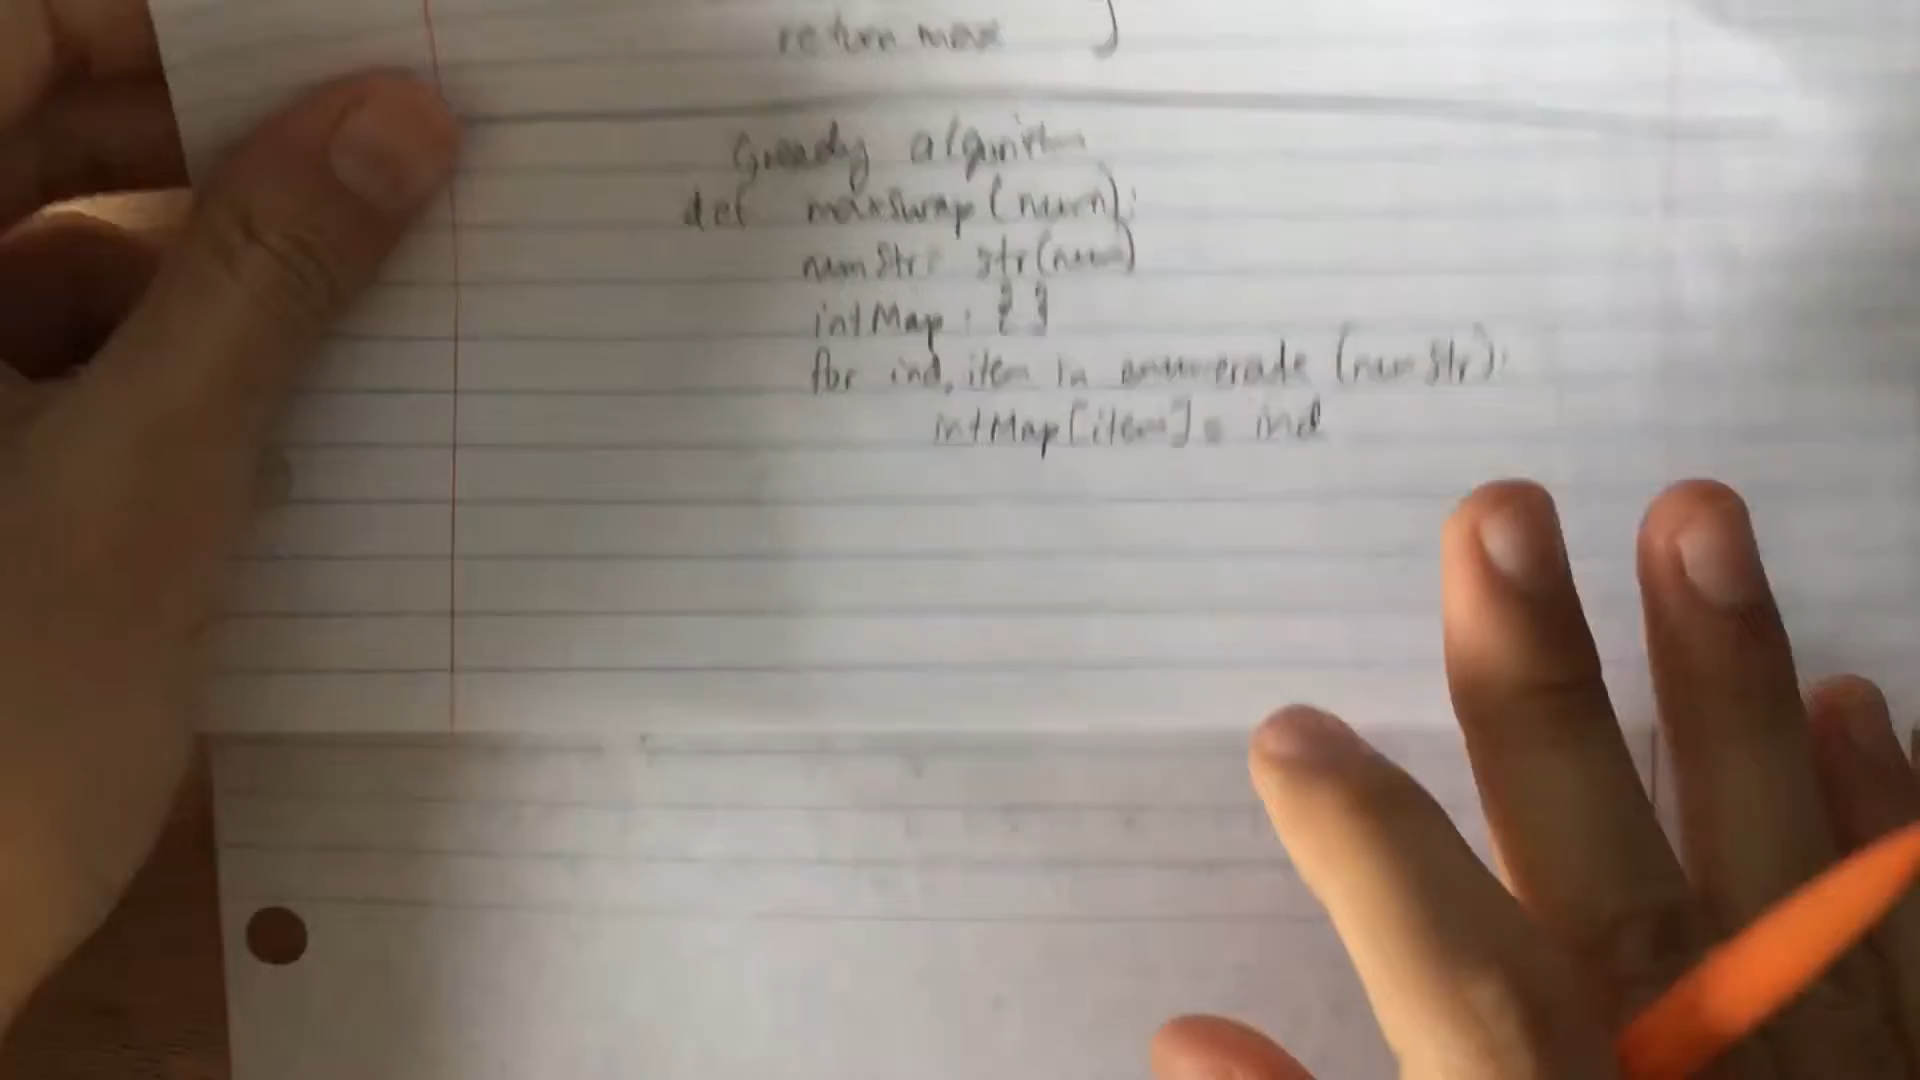 return max }
Greedy algorithm
def maxSwap(num):
numStr = str(num)
intMap = { }
for ind, item in enumerate (numStr):
intMap[item] = ind